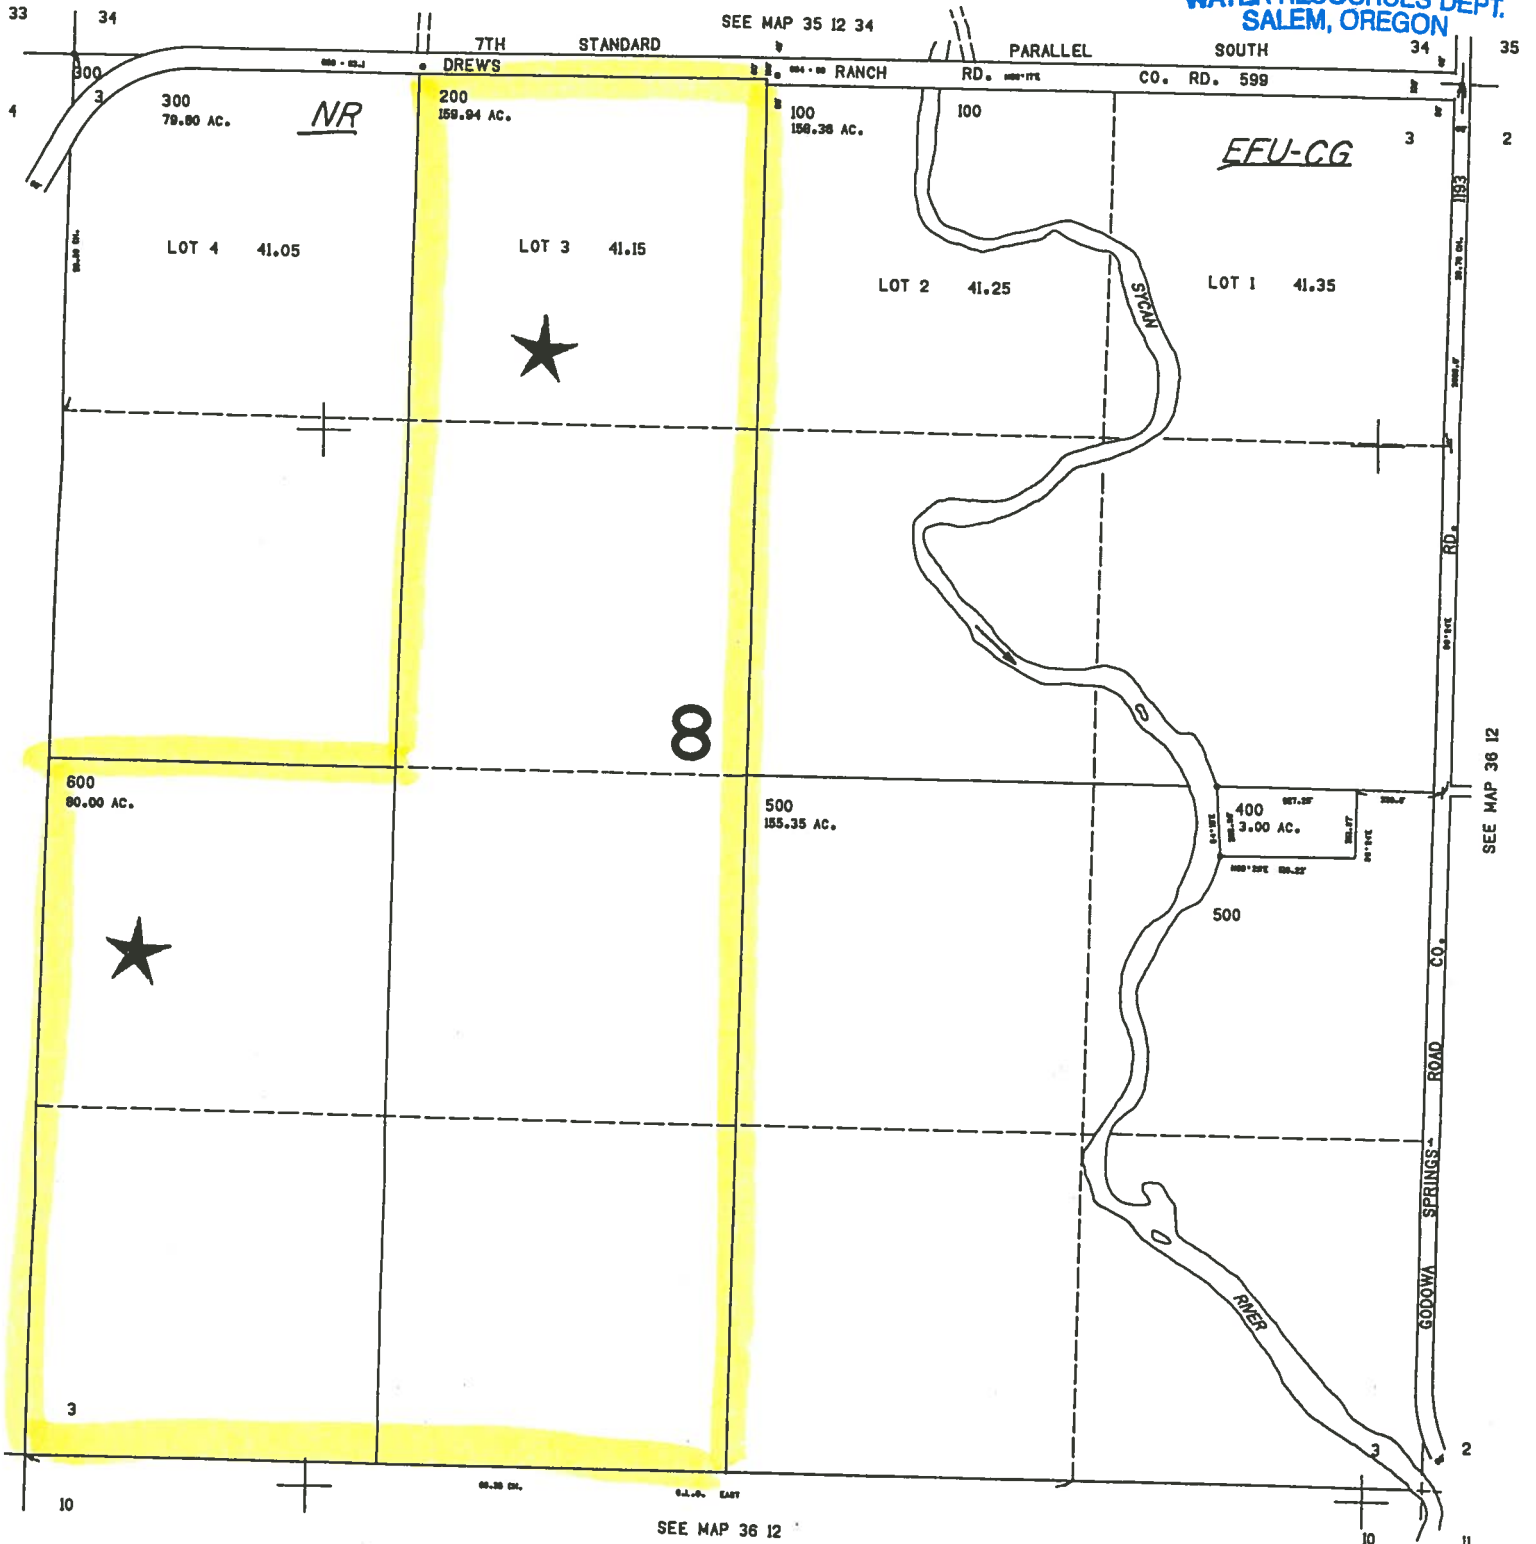 WATER RESOURCES DEPT.
SALEM, OREGON
33 34
SEE MAP 35 12 34
34 35
7TH STANDARD PARALLEL SOUTH
DREWS RANCH RD. CO. RD. 599
300
3
4
300
79.80 AC.
NR
200
159.94 AC.
100
158.36 AC.
100
EFU-CG
3
2
1193
LOT 4 41.05
LOT 3 41.15
LOT 2 41.25
LOT 1 41.35
SYCAN
RD.
8
SEE MAP 36 12
600
80.00 AC.
500
155.35 AC.
400
3.00 AC.
500
CO.
ROAD
SPRINGS
GODOWA
RIVER
3
3
2
10
G.L.O. EAST
SEE MAP 36 12
10
11